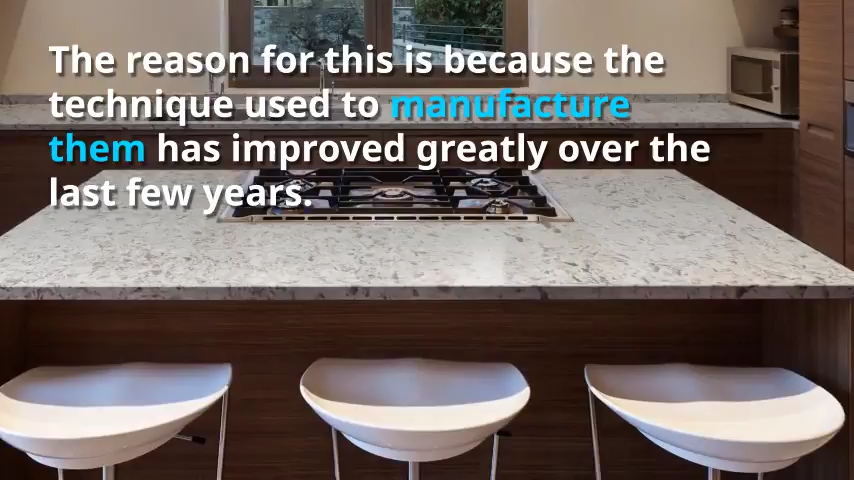 The reason for this is because the
technique used to manufacture
them has improved greatly over the
last few years.